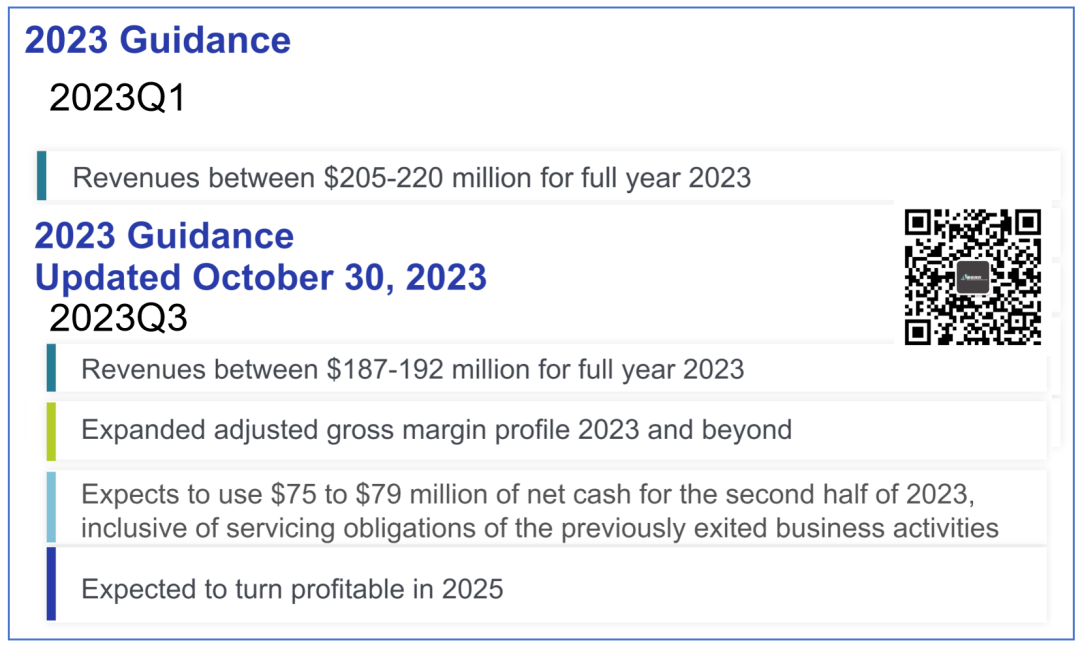 2023 Guidance
2023Q1
Revenues between $205-220 million for full year 2023
2023 Guidance
Updated October 30, 2023
2023Q3
Revenues between $187-192 million for full year 2023
Expanded adjusted gross margin profile 2023 and beyond
Expects to use $75 to $79 million of net cash for the second half of 2023,
inclusive of servicing obligations of the previously exited business activities
Expected to turn profitable in 2025